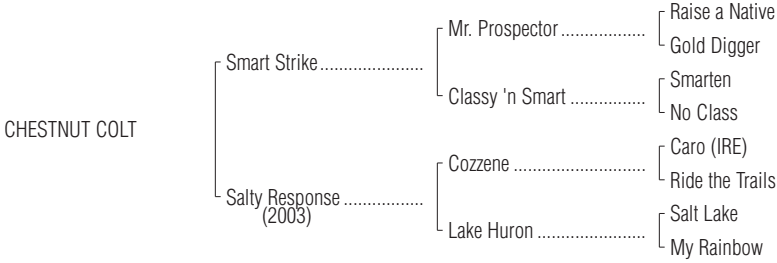 Raise a Native
Mr. Prospector....................
Gold Digger
Smart Strike......................
Smarten
Classy 'n Smart ................
No Class
CHESTNUT COLT
Caro (IRE)
Cozzene ............................
Ride the Trails
Salty Response .................
(2003)
Salt Lake
Lake Huron .......................
My Rainbow